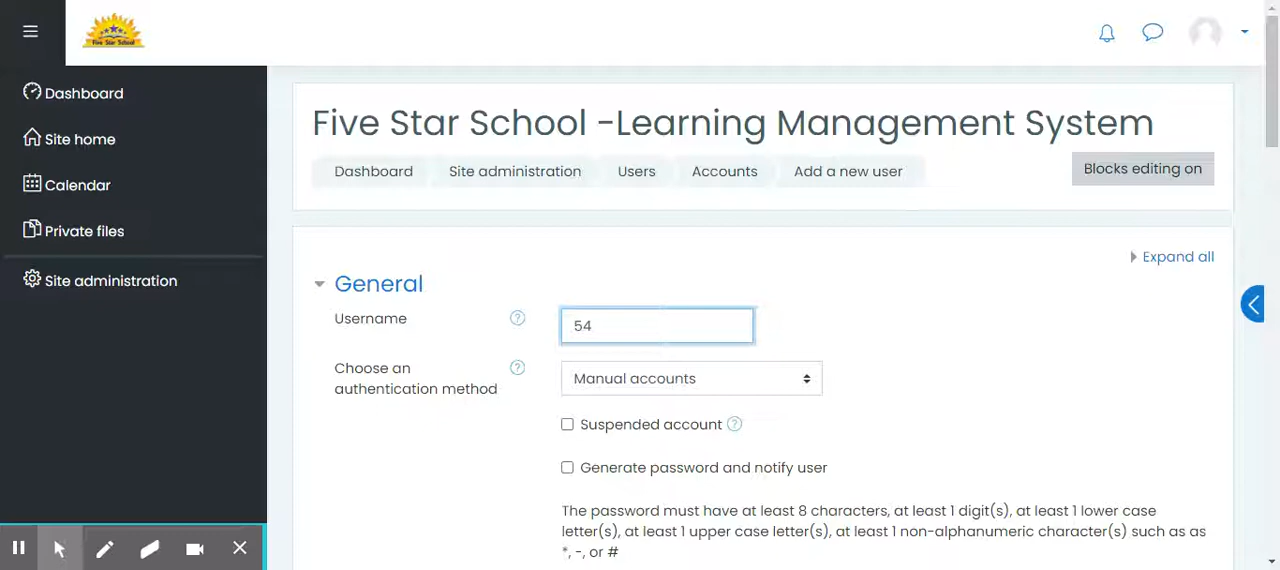 Five Star School
Dashboard
Site home
Calendar
Private files
Site administration
Five Star School -Learning Management System
Dashboard Site administration Users Accounts Add a new user
Blocks editing on
Expand all
General
Username ? 54
Choose an authentication method ? Manual accounts
Suspended account ?
Generate password and notify user
The password must have at least 8 characters, at least 1 digit(s), at least 1 lower case
letter(s), at least 1 upper case letter(s), at least 1 non-alphanumeric character(s) such as as
*, -, or #